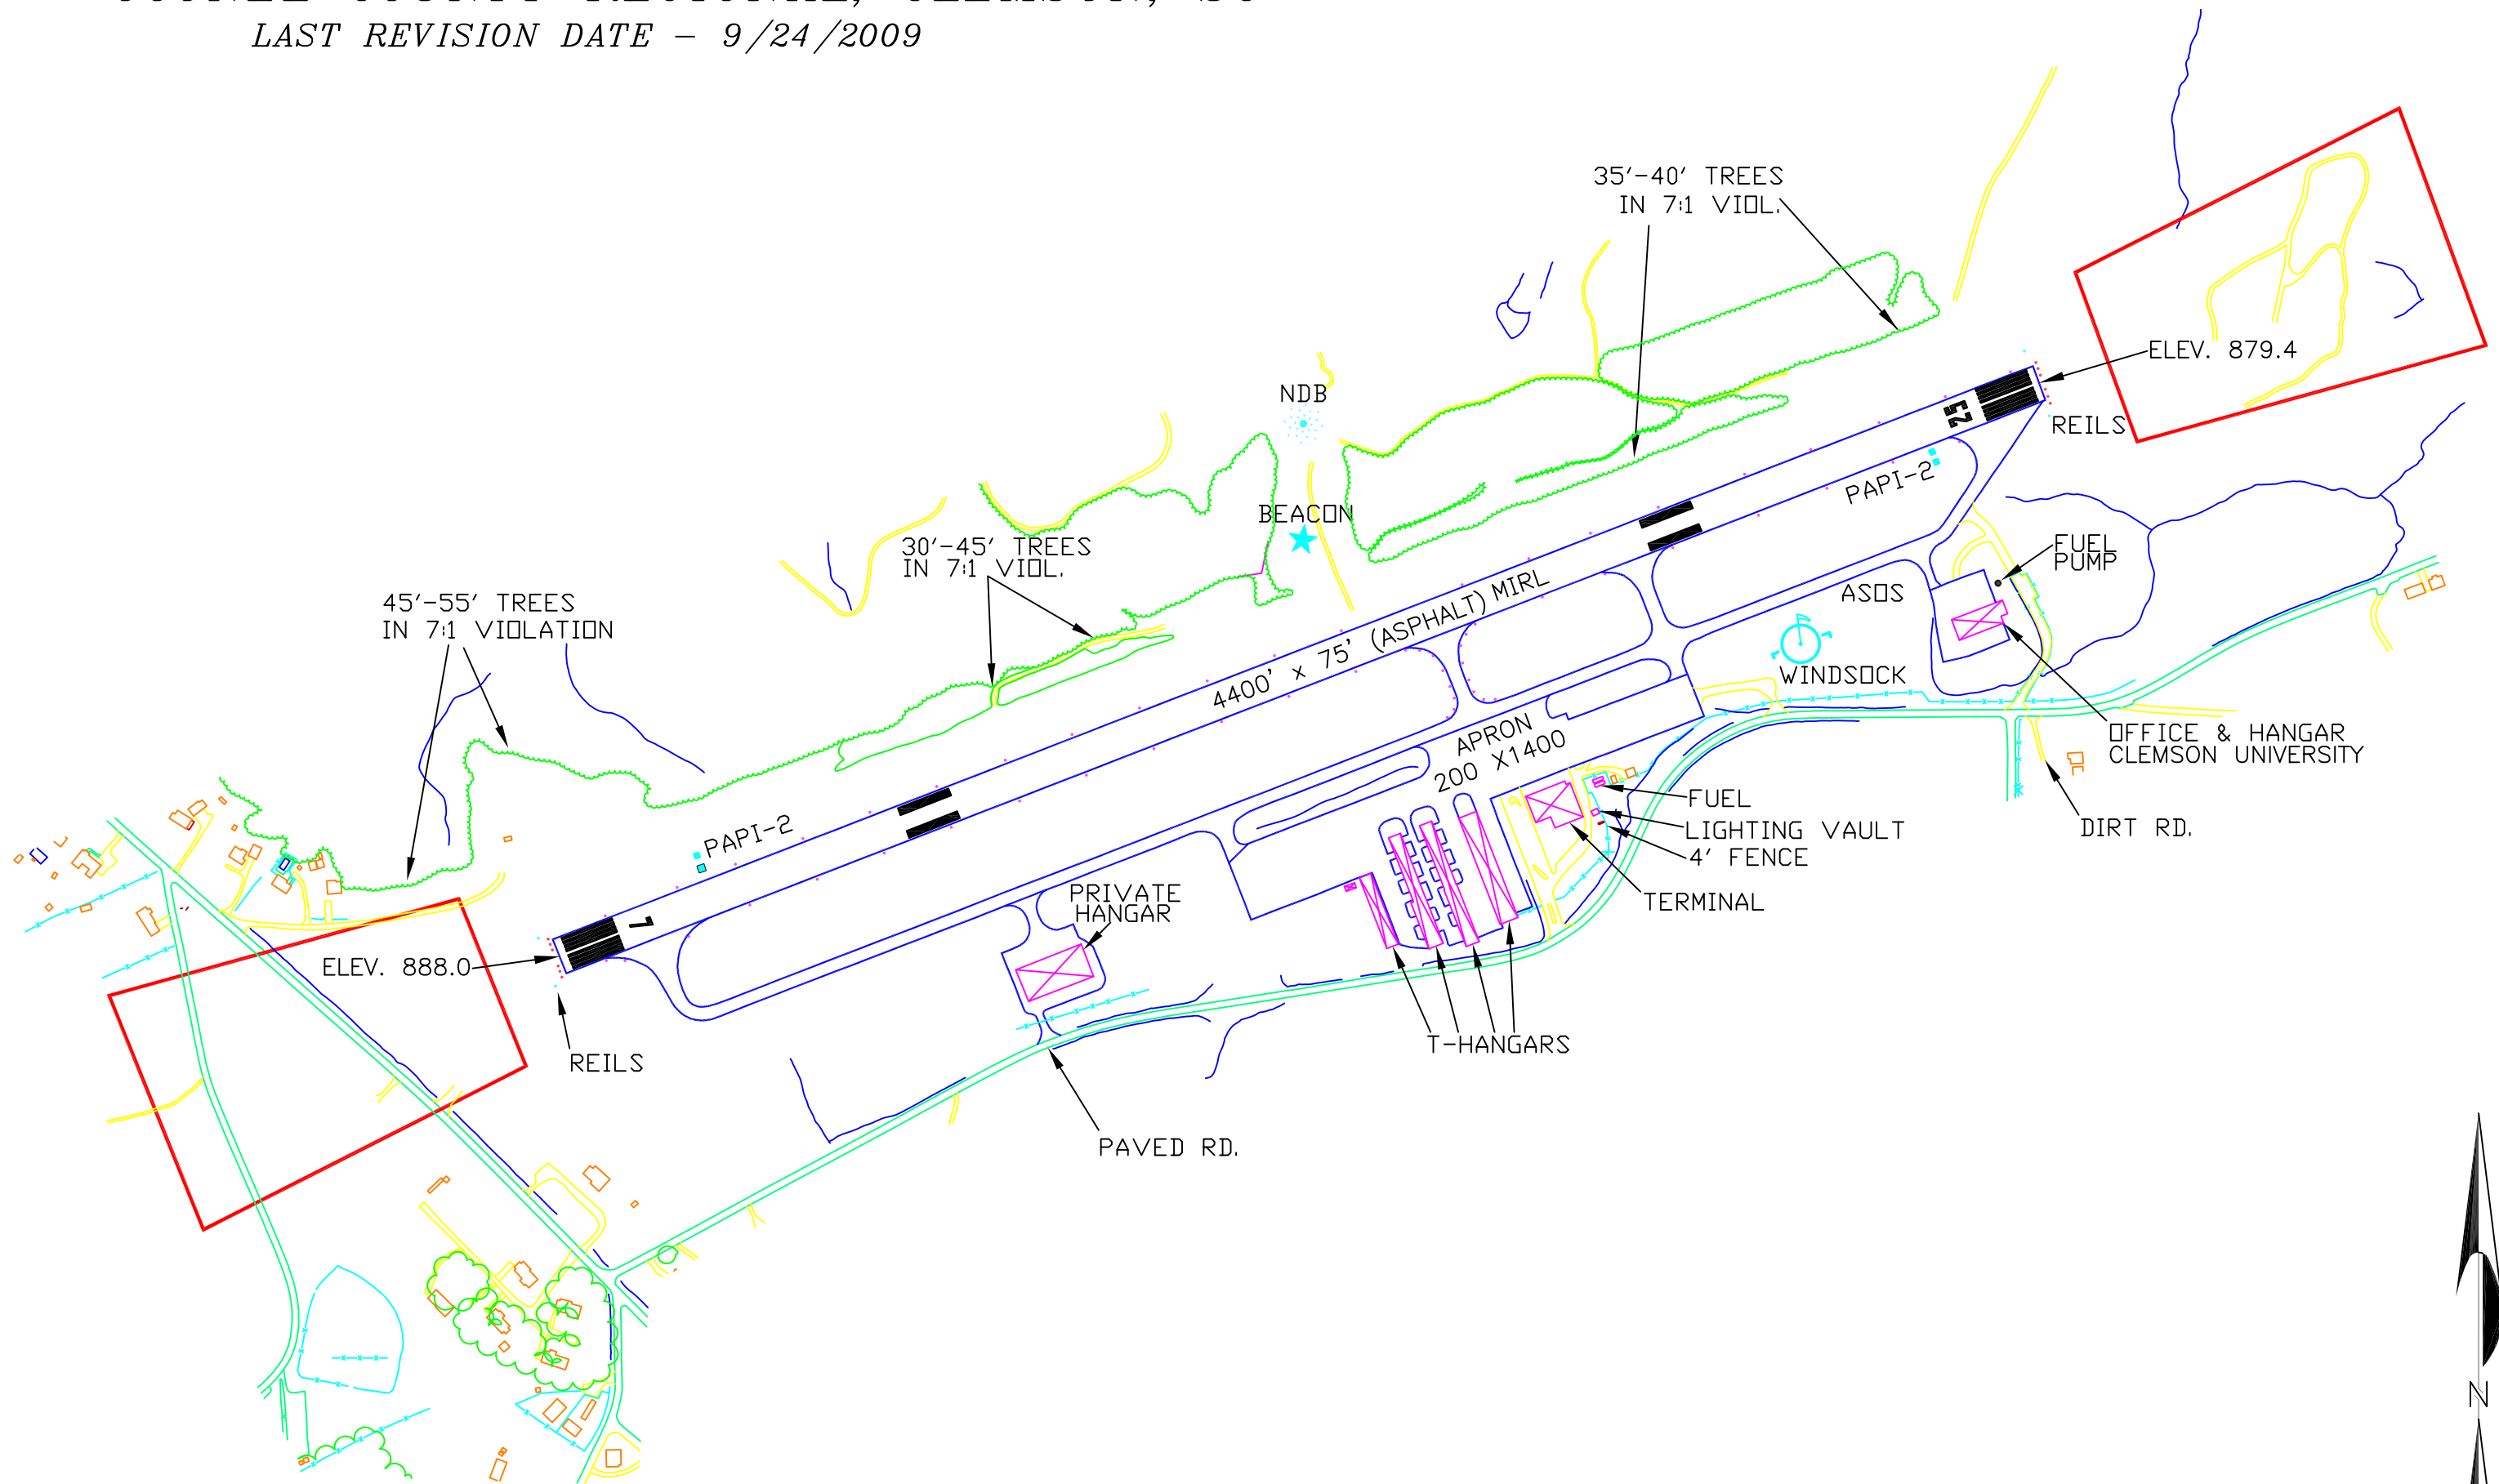 LAST REVISION DATE - 9/24/2009
35'-40' TREES
IN 7:1 VIOL.
ELEV. 879.4
NDB
25
REILS
PAPI-2
BEACON
30'-45' TREES
IN 7:1 VIOL.
FUEL
PUMP
4400' x 75' (ASPHALT) MIRL
ASOS
45'-55' TREES
IN 7:1 VIOLATION
WINDSOCK
APRON
200 X1400
OFFICE & HANGAR
CLEMSON UNIVERSITY
FUEL
LIGHTING VAULT
4' FENCE
DIRT RD.
PAPI-2
PRIVATE
HANGAR
TERMINAL
7
ELEV. 888.0
T-HANGARS
REILS
PAVED RD.
N